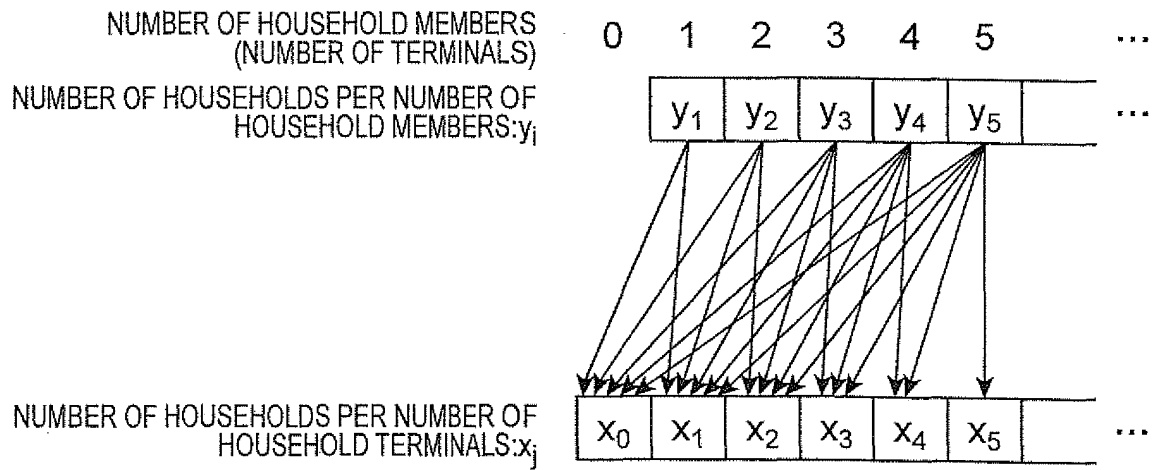 NUMBER OF HOUSEHOLD MEMBERS
(NUMBER OF TERMINALS)
0 1 2 3 4 5 ...
NUMBER OF HOUSEHOLDS PER NUMBER OF
HOUSEHOLD MEMBERS:yi
y1 y2 y3 y4 y5 ...
NUMBER OF HOUSEHOLDS PER NUMBER OF
HOUSEHOLD TERMINALS:xj
x0 x1 x2 x3 x4 x5 ...